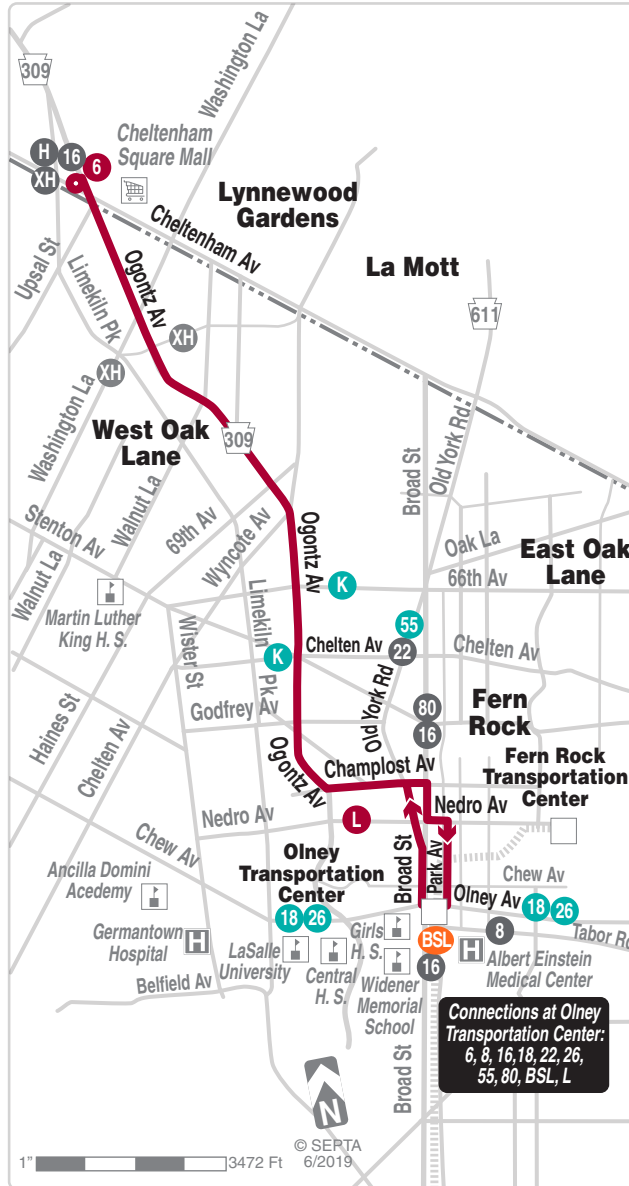 309
Washington La
H
16
6
XH
Cheltenham
Square Mall
Lynnewood
Gardens
Cheltenham Av
La Mott
Upsal St
Limekiln Pk
Ogontz Av
XH
611
XH
Washington La
West Oak
Lane
309
Broad St
Old York Rd
Walnut La
69th Av
Stenton Av
Wyncote Av
Ogontz Av
Oak La
East Oak
Lane
66th Av
Walnut La
Martin Luther
King H. S.
K
Limekiln
Pk
55
Wister St
K
Chelten Av
22
Chelten Av
Haines St
Godfrey Av
Old York Rd
80
16
Fern
Rock
Chelten Av
Champlost Av
Fern Rock
Transportation
Center
Ogontz Av
Nedro Av
Nedro Av
L
Chew Av
Olney
Transportation
Center
Broad St
Park Av
Chew Av
Ancilla Domini
Acedemy
Olney Av
18
26
18
26
Girls
H. S.
8
Tabor Rd
Germantown
Hospital
H
LaSalle
University
Central
H. S.
BSL
H
16
Albert Einstein
Medical Center
Widener
Memorial
School
Belfield Av
Broad St
Connections at Olney
Transportation Center:
6, 8, 16,18, 22, 26,
55, 80, BSL, L
N
© SEPTA
6/2019
1"
3472 Ft